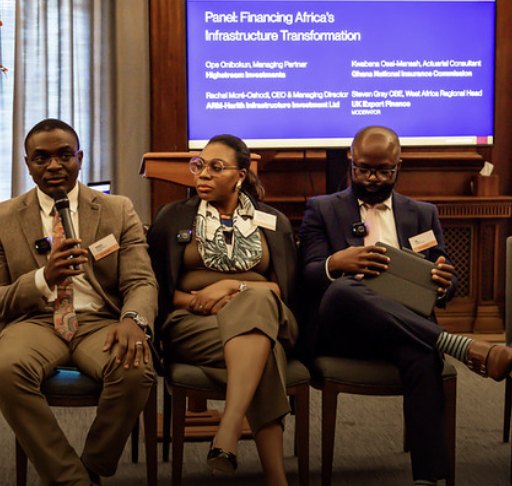 Panel: Financing Africa's
Infrastructure Transformation
Ope Onibokun, Managing Partner
Highstream Investments
Kwabena Osei-Mensah, Actuarial Consultant
Ghana National Insurance Commission
Rachel Moré-Oshodi, CEO & Managing Director
ARM-Harith Infrastructure Investment Ltd
Steven Gray OBE, West Africa Regional Head
UK Export Finance
MODERATOR